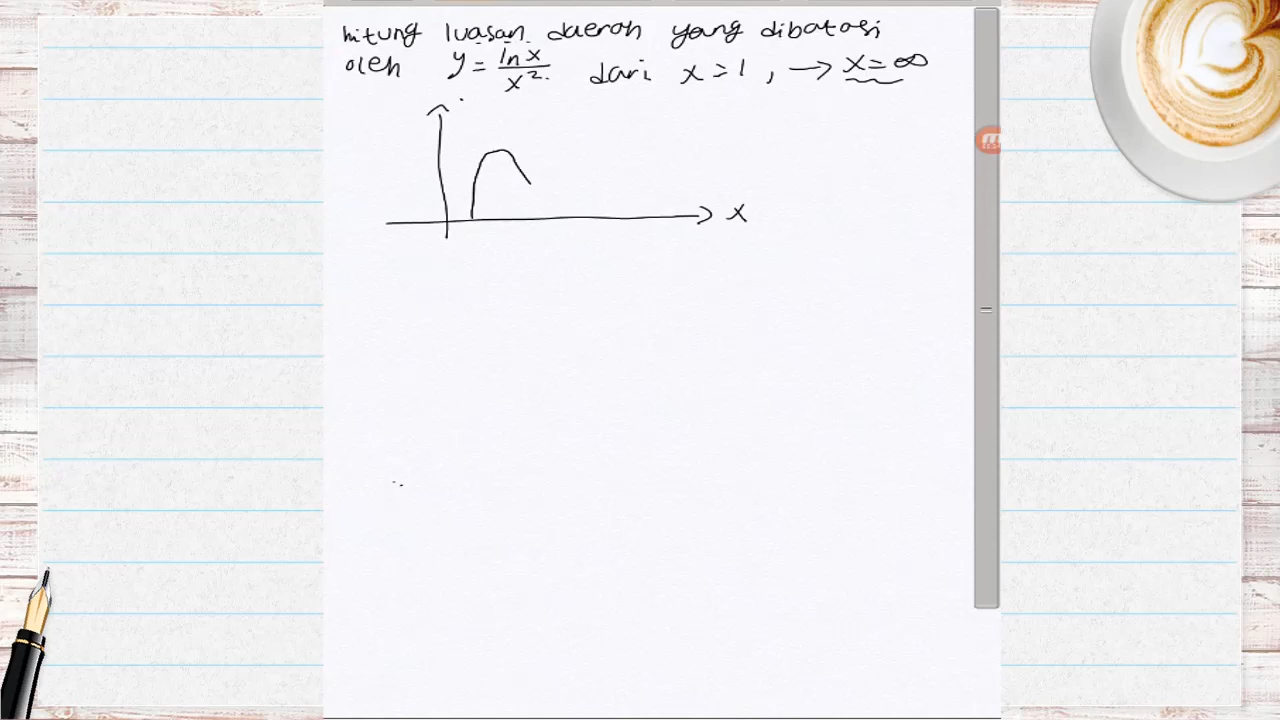 hitung luasan daerah yang dibatasi
oleh y = ln x / x² dari x = 1 , → x = ∞
x